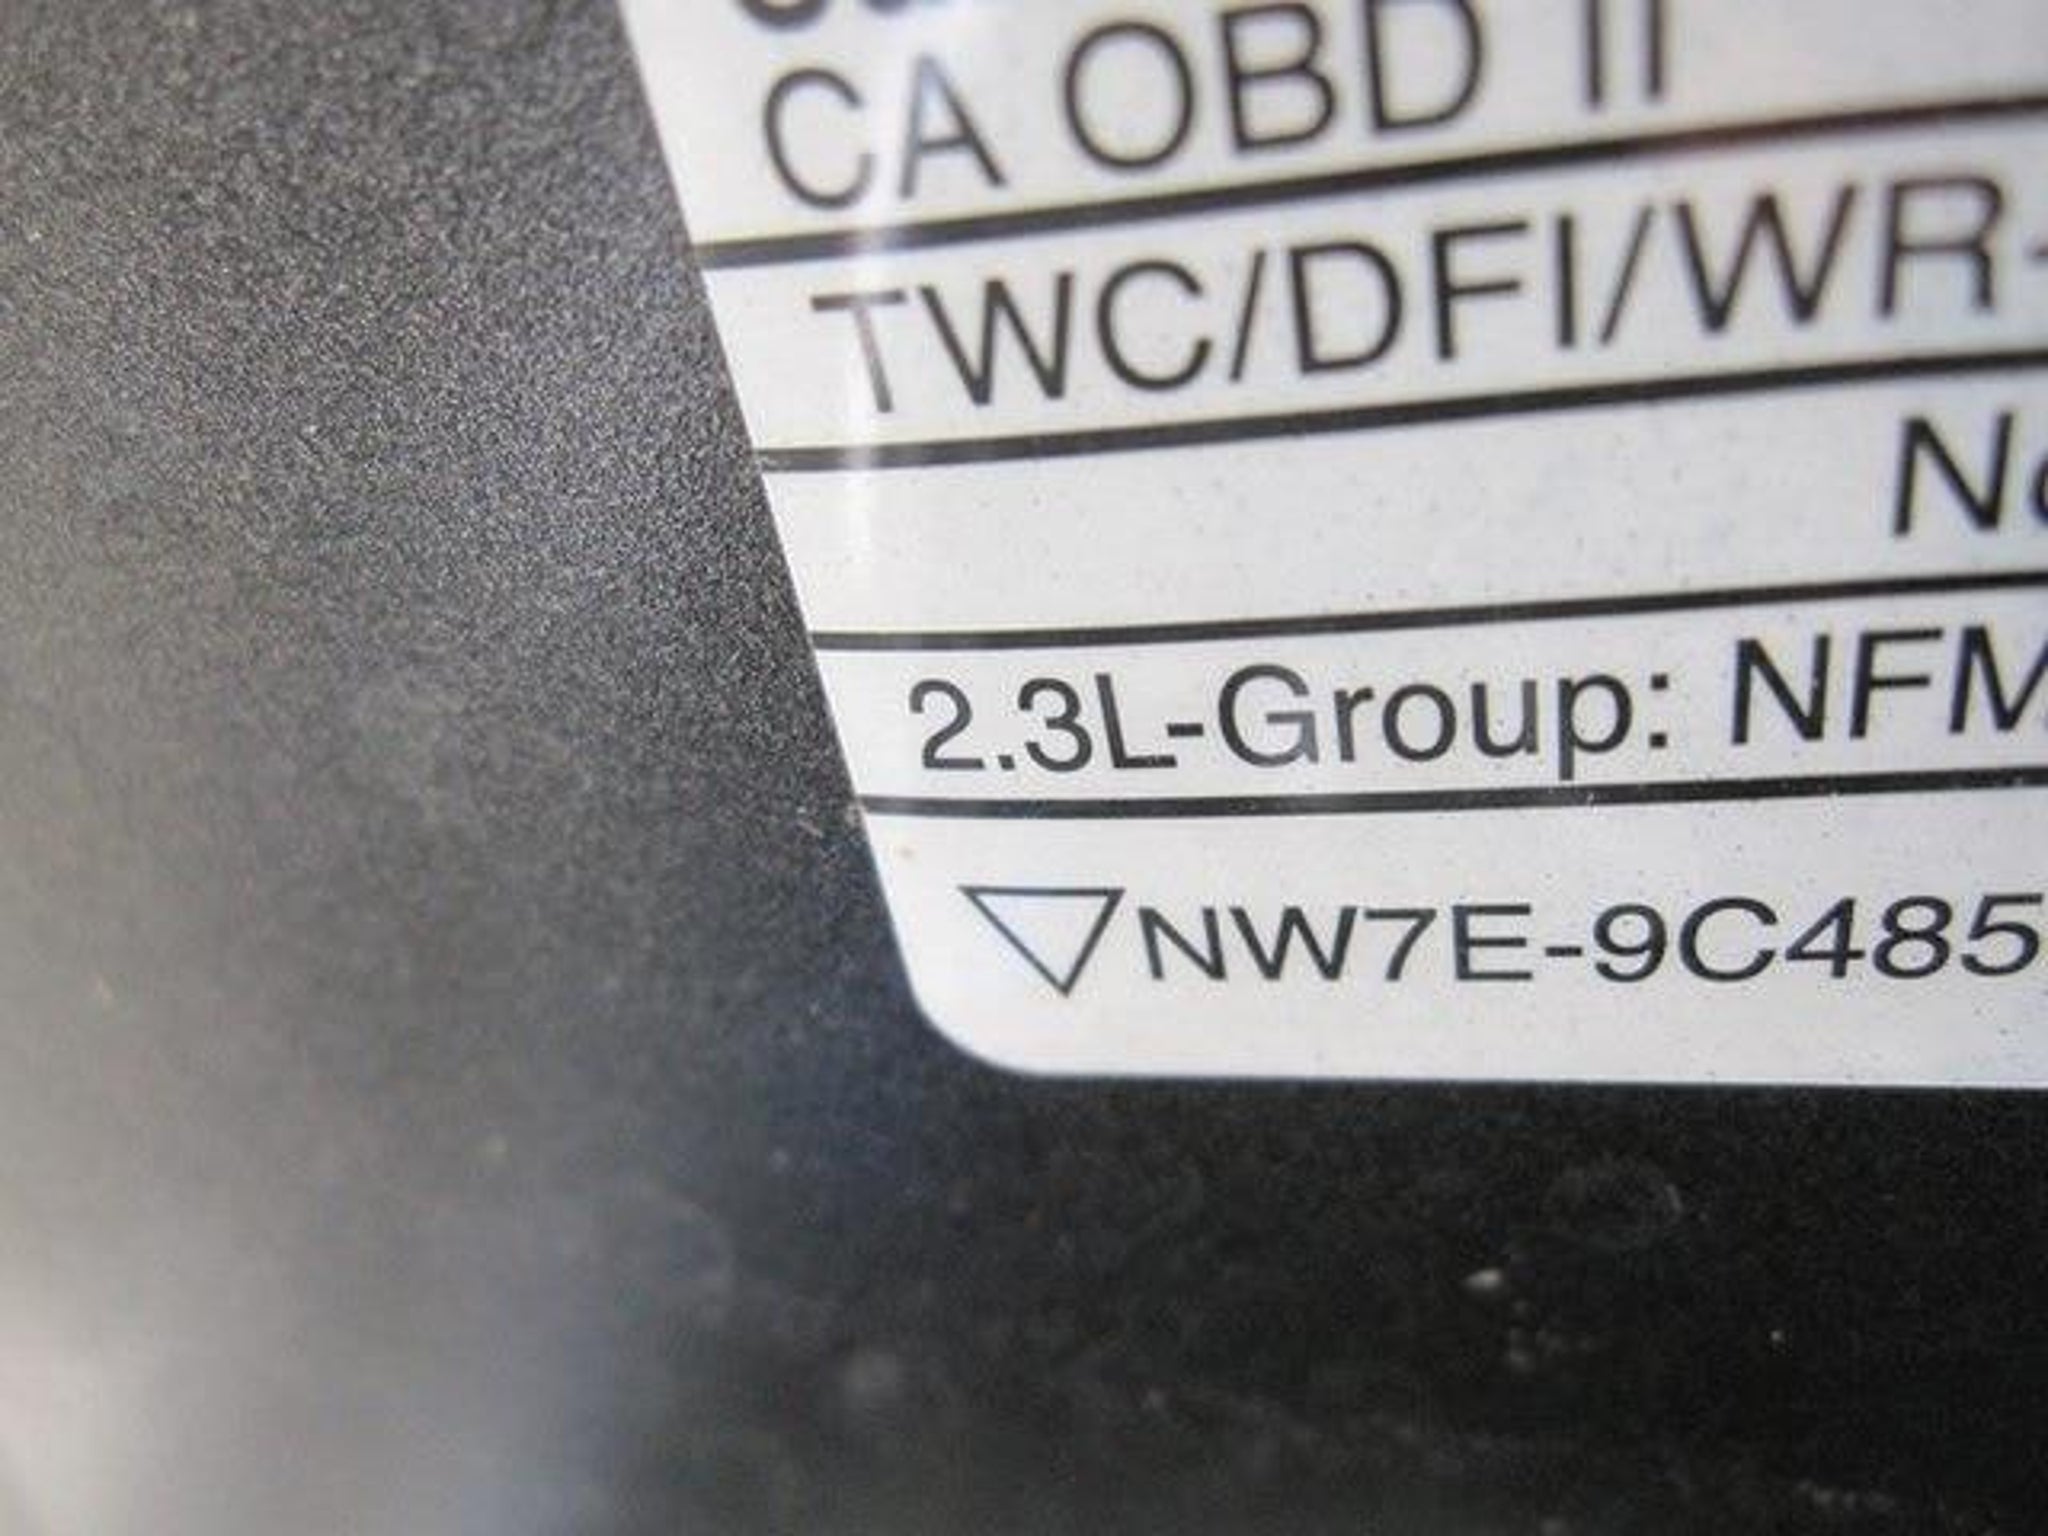 CA OBD II
TWC/DFI/WR-
2.3L-Group: NFM
NW7E-9C485